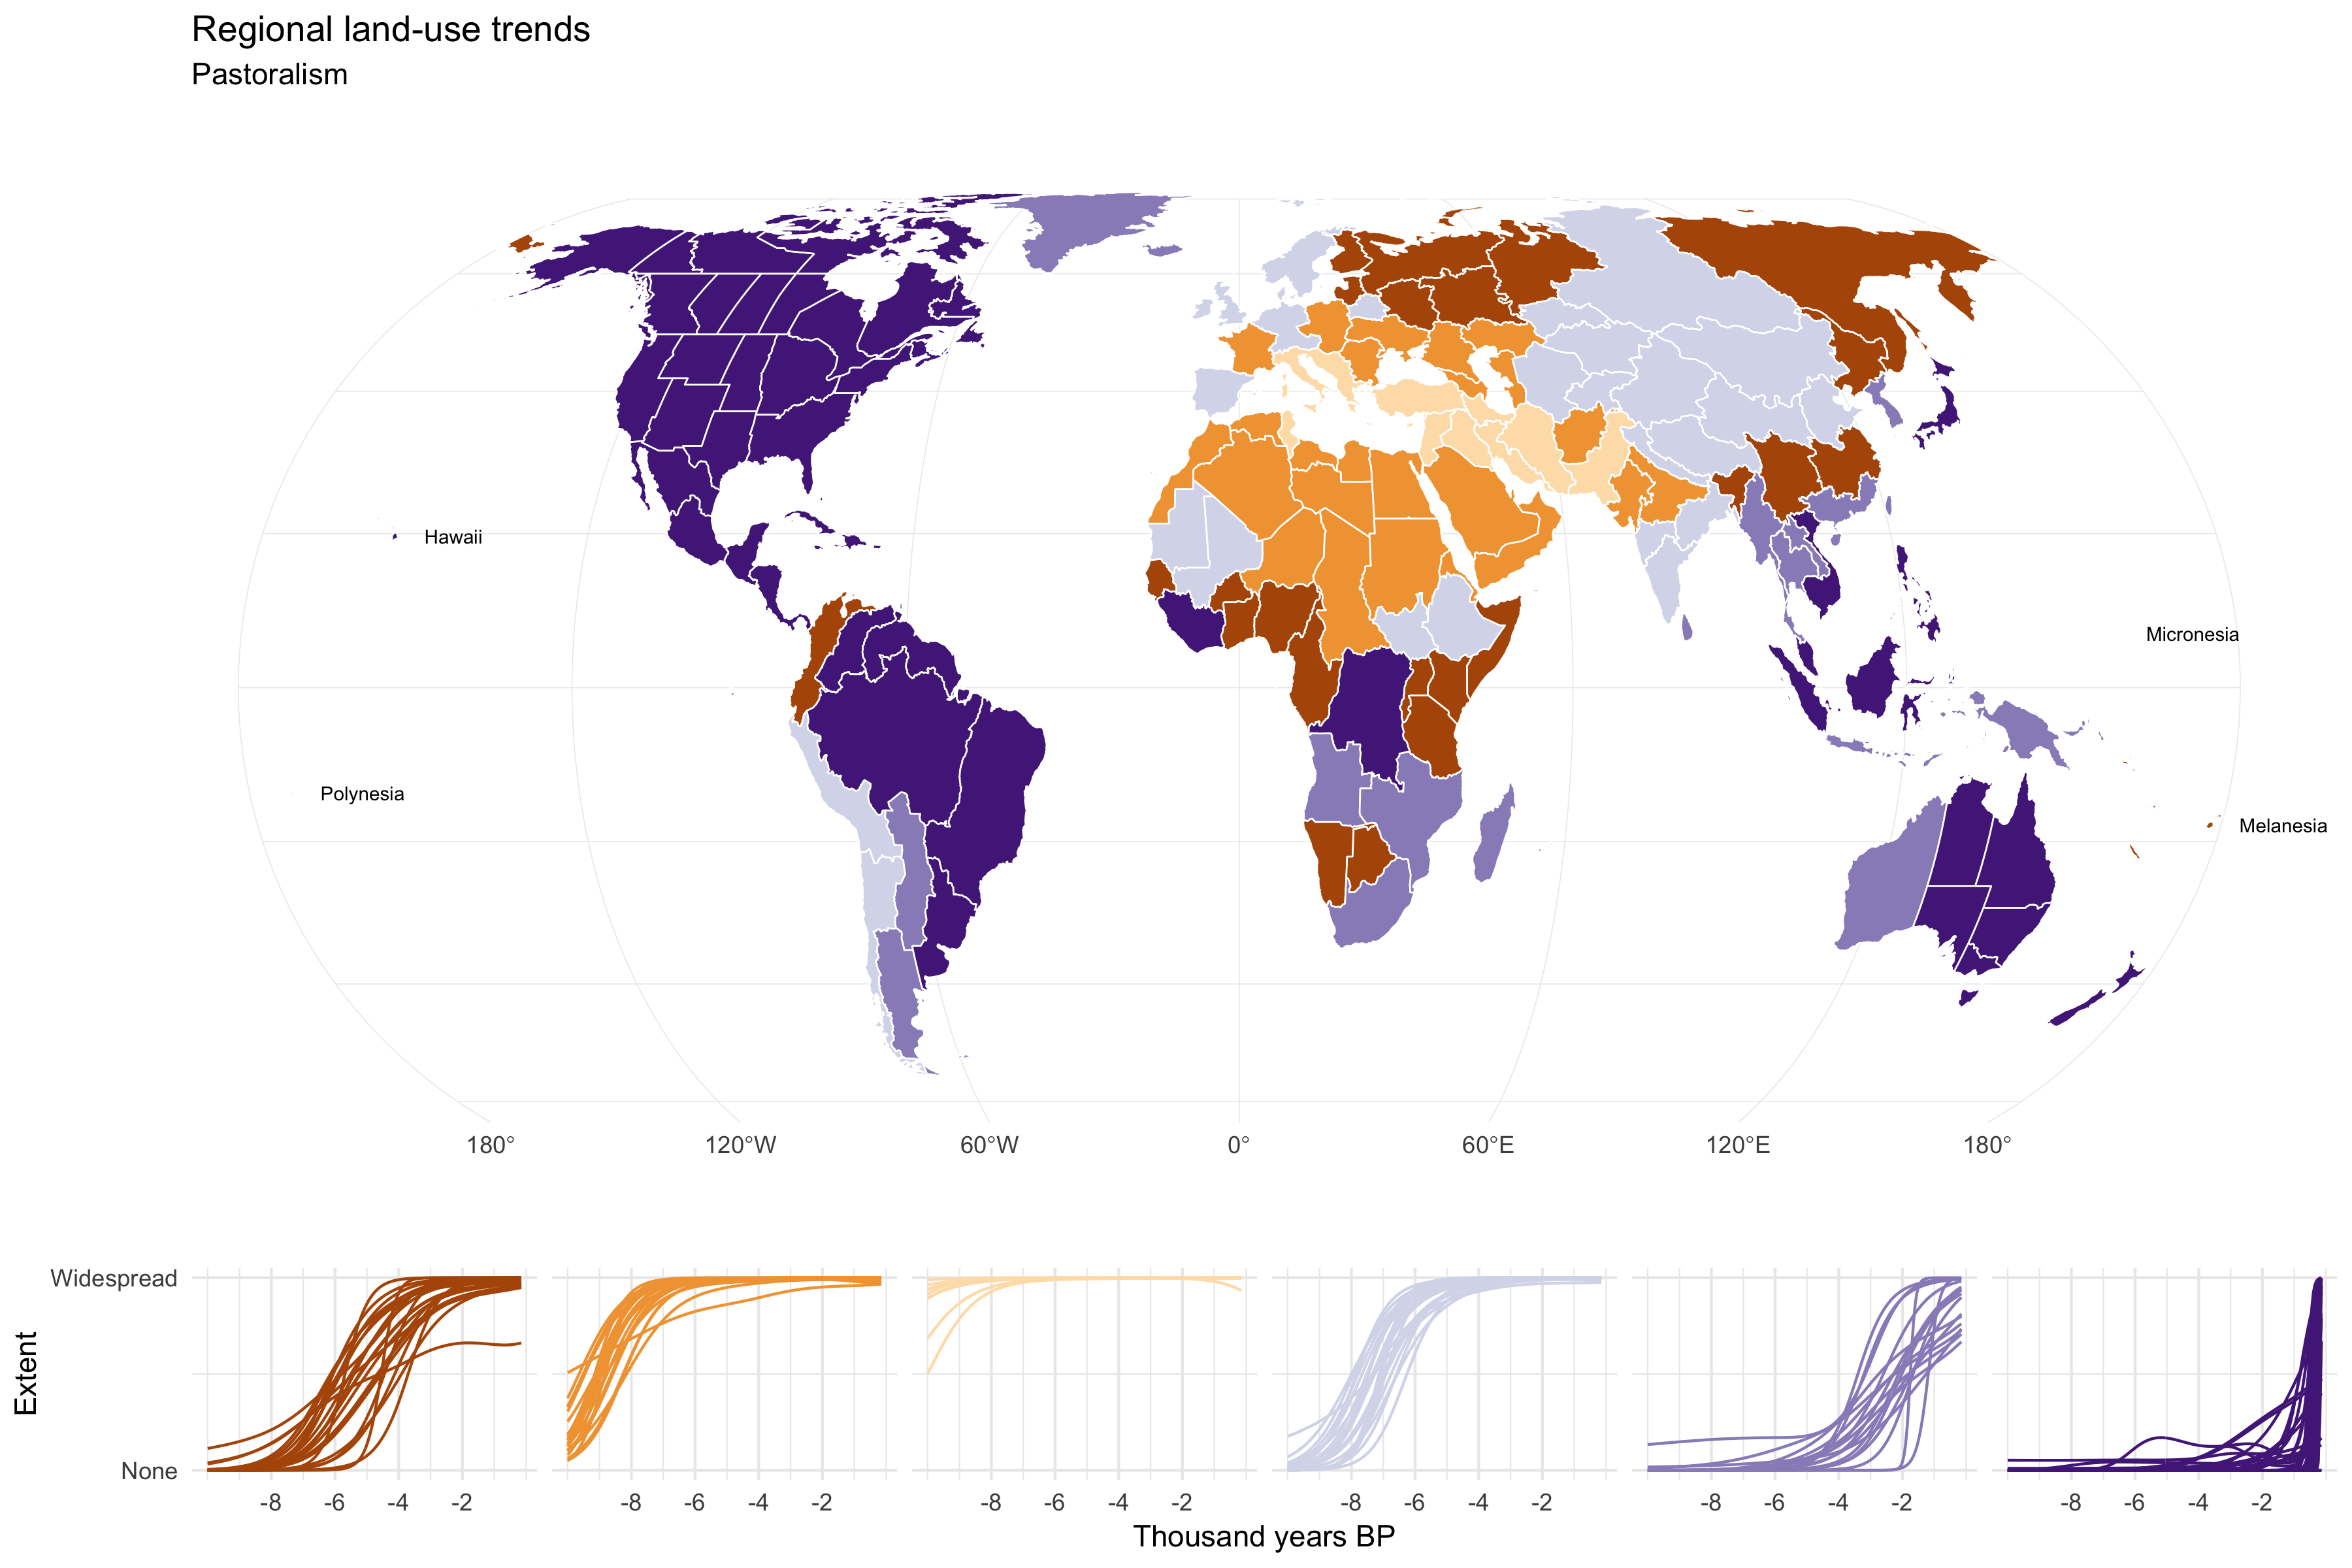 Regional land-use trends
Pastoralism
Hawaii
Micronesia
Polynesia
Melanesia
180° 120°W 60°W 0° 60°E 120°E 180°
Widespread
Extent
None
-8 -6 -4 -2 -8 -6 -4 -2 -8 -6 -4 -2 -8 -6 -4 -2 -8 -6 -4 -2 -8 -6 -4 -2
Thousand years BP